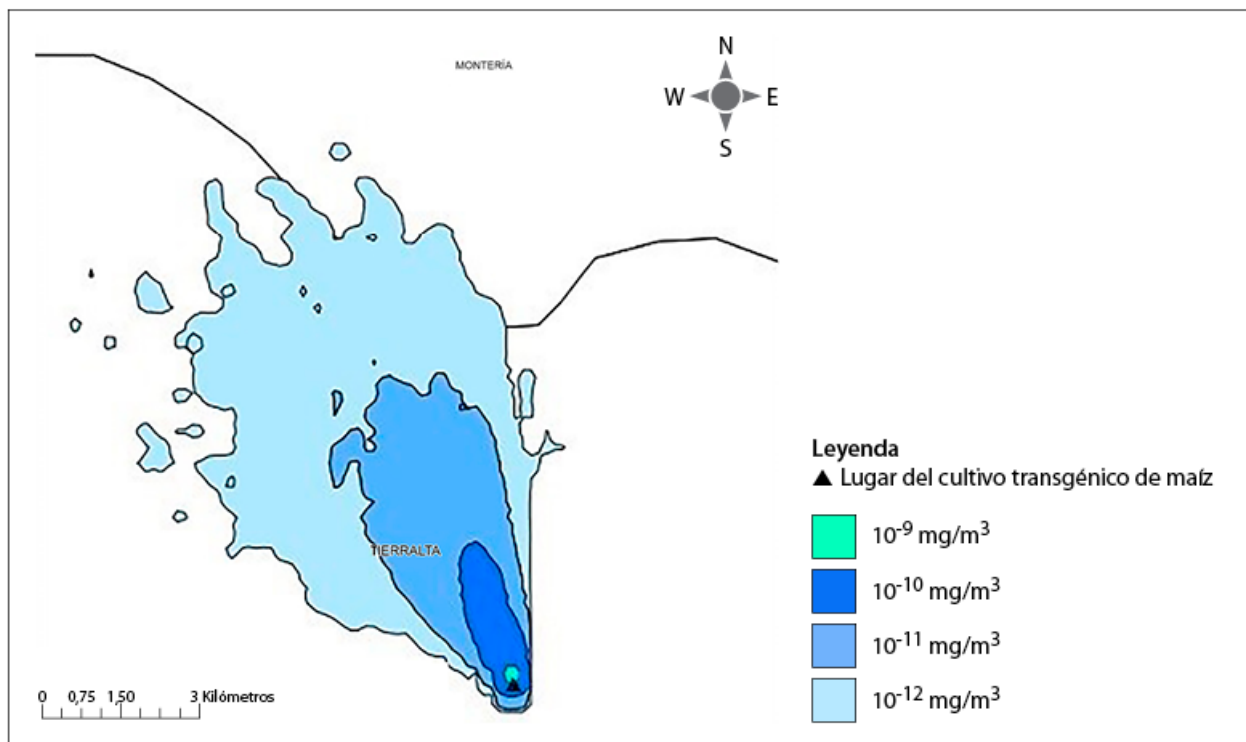 MONTERÍA
N
W E
S
TIERRALTA
0 0,75 1,50 3 Kilómetros
Leyenda
▲ Lugar del cultivo transgénico de maíz
10⁻⁹ mg/m³
10⁻¹⁰ mg/m³
10⁻¹¹ mg/m³
10⁻¹² mg/m³